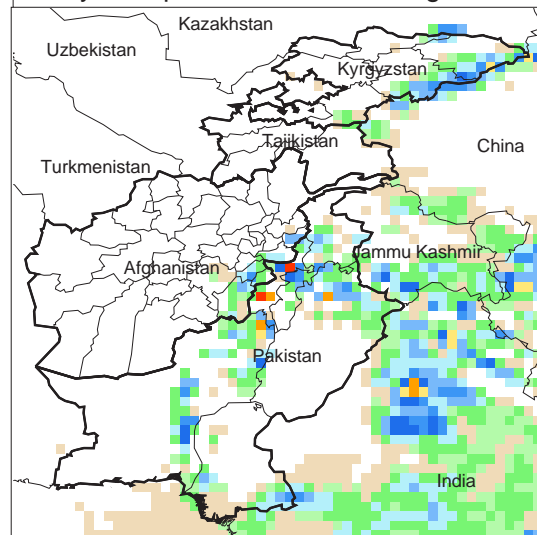 Kazakhstan
Uzbekistan
Kyrgyzstan
Tajikistan
China
Turkmenistan
Jammu Kashmir
Afghanistan
Pakistan
India